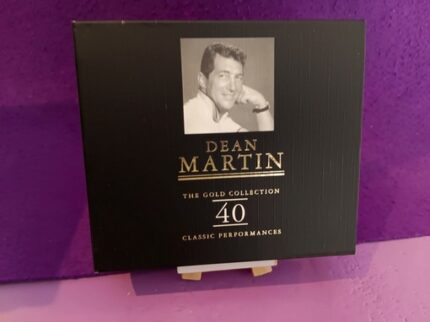 DEAN
MARTIN
THE GOLD COLLECTION
40
CLASSIC PERFORMANCES